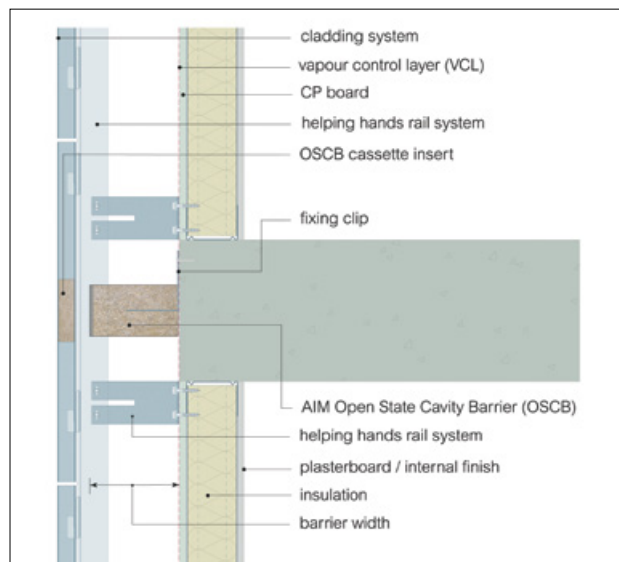 cladding system
vapour control layer (VCL)
CP board
helping hands rail system
OSCB cassette insert
fixing clip
AIM Open State Cavity Barrier (OSCB)
helping hands rail system
plasterboard / internal finish
insulation
barrier width